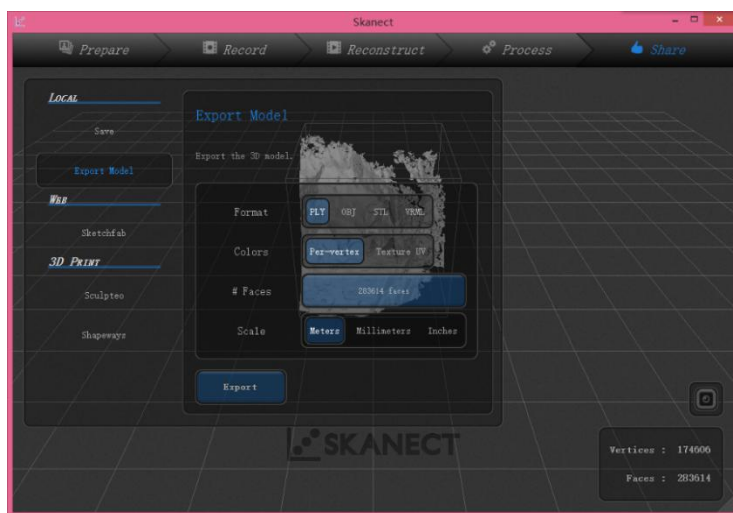 Skanect
Prepare Record Reconstruct Process Share
LOCAL
Save
Export Model
WEB
Sketchfab
3D PRINT
Sculpteo
Shapeways
Export Model
Export the 3D model.
Format PLY OBJ STL VRML
Colors Per-vertex Texture UV
# Faces 283614 faces
Scale Meters Millimeters Inches
Export
SKANECT
Vertices : 174606
Faces : 283614